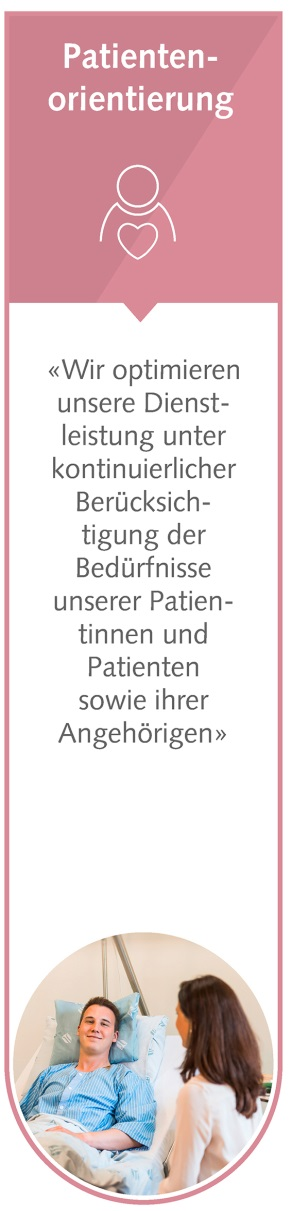 Patienten-
orientierung
«Wir optimieren
unsere Dienst-
leistung unter
kontinuierlicher
Berücksich-
tigung der
Bedürfnisse
unserer Patien-
tinnen und
Patienten
sowie ihrer
Angehörigen»